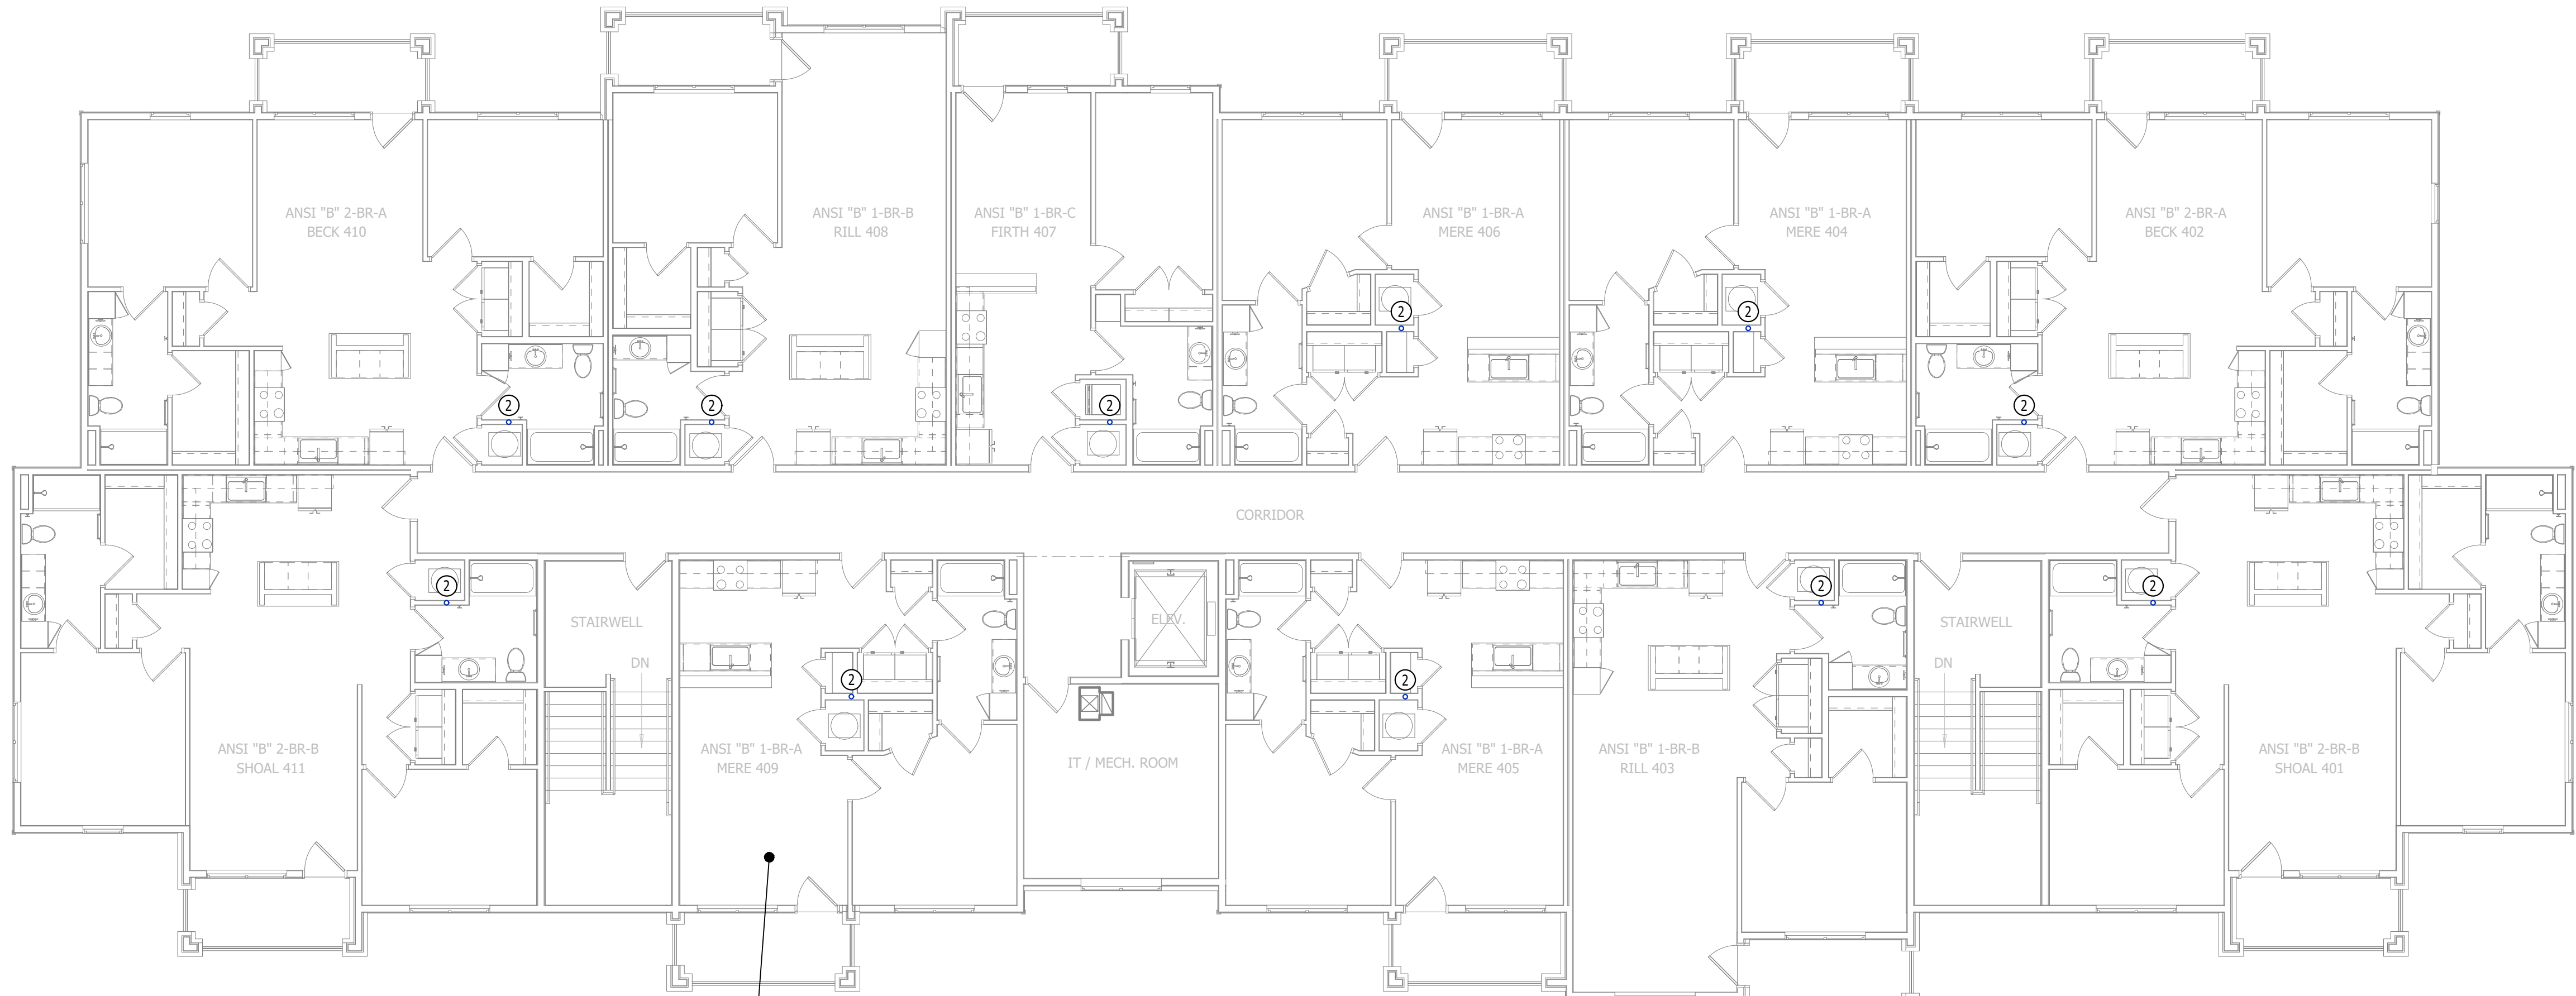 ANSI "B" 2-BR-A
BECK 410
ANSI "B" 1-BR-B
RILL 408
ANSI "B" 1-BR-C
FIRTH 407
ANSI "B" 1-BR-A
MERE 406
ANSI "B" 1-BR-A
MERE 404
ANSI "B" 2-BR-A
BECK 402
2
2
2
2
2
2
CORRIDOR
2
2
2
2
2
STAIRWELL
DN
ELEV.
STAIRWELL
DN
ANSI "B" 2-BR-B
SHOAL 411
ANSI "B" 1-BR-A
MERE 409
IT / MECH. ROOM
ANSI "B" 1-BR-A
MERE 405
ANSI "B" 1-BR-B
RILL 403
ANSI "B" 2-BR-B
SHOAL 401